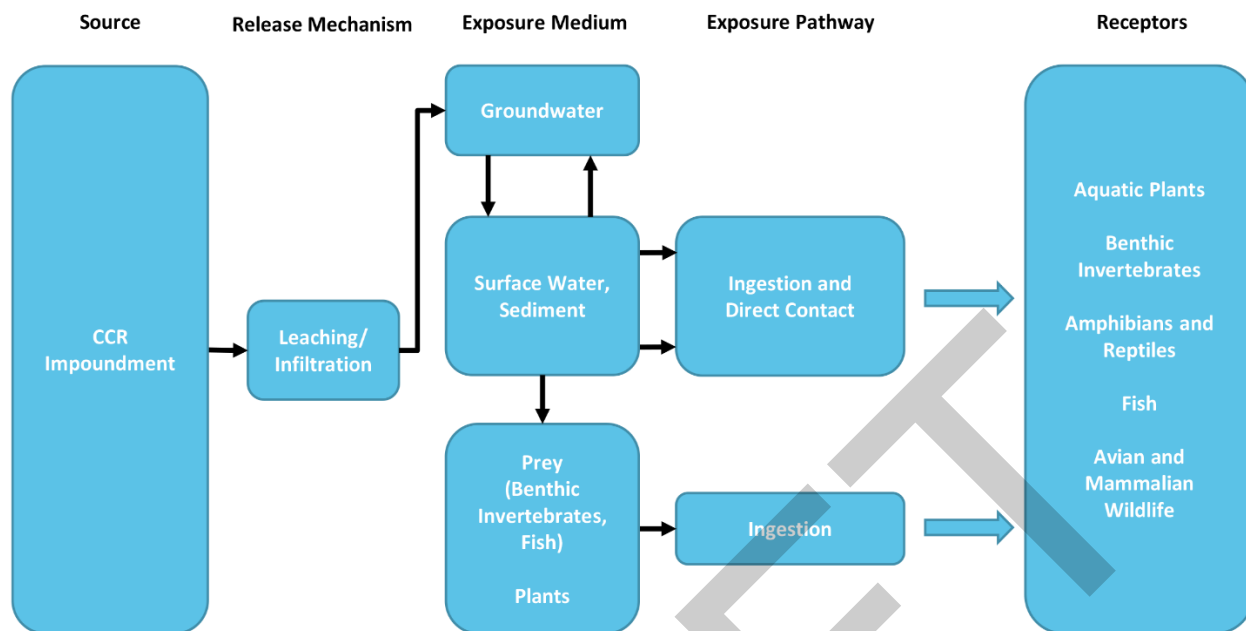 Source
Release Mechanism
Exposure Medium
Exposure Pathway
Receptors
CCR
Impoundment
Leaching/
Infiltration
Groundwater
Surface Water,
Sediment
Prey
(Benthic
Invertebrates,
Fish)
Plants
Ingestion and
Direct Contact
Ingestion
Aquatic Plants
Benthic
Invertebrates
Amphibians and
Reptiles
Fish
Avian and
Mammalian
Wildlife